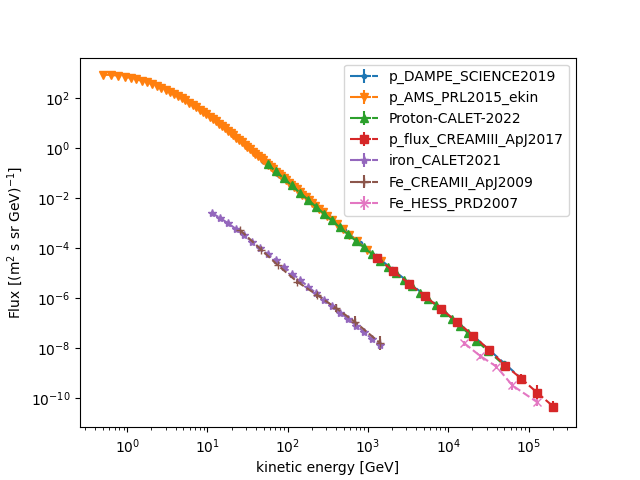 p_DAMPE_SCIENCE2019
p_AMS_PRL2015_ekin
Proton-CALET-2022
p_flux_CREAMIII_ApJ2017
iron_CALET2021
Fe_CREAMII_ApJ2009
Fe_HESS_PRD2007
Flux [(m² s sr GeV)⁻¹]
10²
10⁰
10⁻²
10⁻⁴
10⁻⁶
10⁻⁸
10⁻¹⁰
10⁰ 10¹ 10² 10³ 10⁴ 10⁵
kinetic energy [GeV]